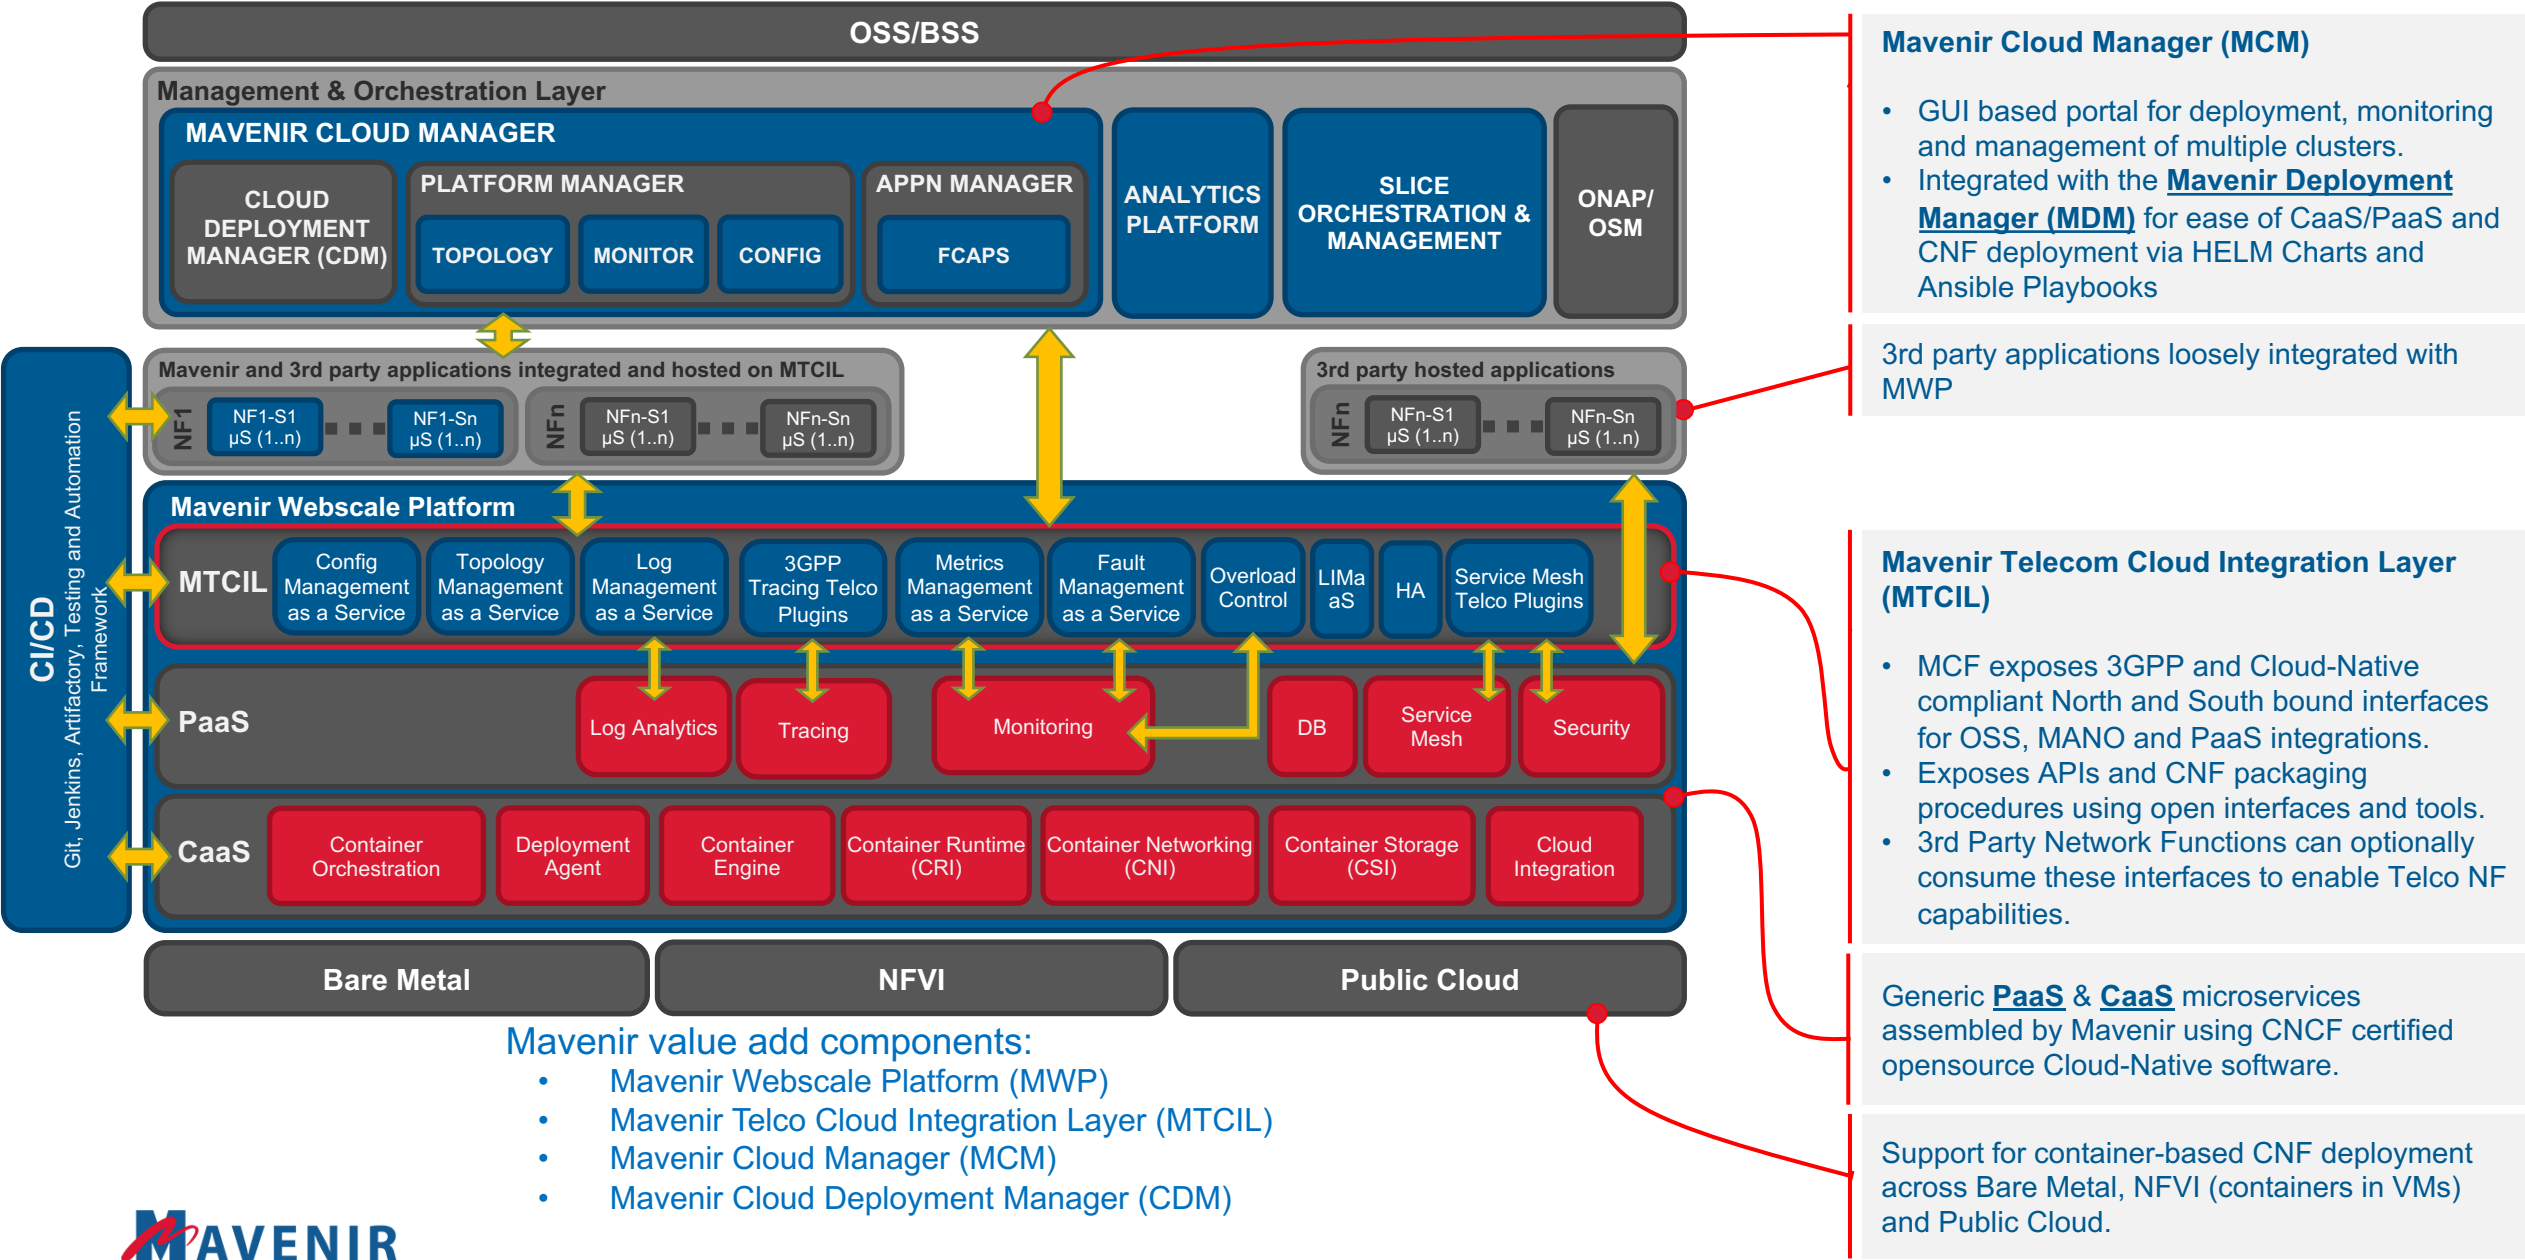 OSS/BSS
Management & Orchestration Layer
MAVENIR CLOUD MANAGER
CLOUD
DEPLOYMENT
MANAGER (CDM)
PLATFORM MANAGER
TOPOLOGY
MONITOR
CONFIG
APPN MANAGER
FCAPS
ANALYTICS
PLATFORM
SLICE
ORCHESTRATION &
MANAGEMENT
ONAP/
OSM
CI/CD
Git, Jenkins, Artifactory, Testing and Automation
Framework
Mavenir and 3rd party applications integrated and hosted on MTCIL
NF1
NF1-S1
µS (1..n)
NF1-Sn
µS (1..n)
NFn
NFn-S1
µS (1..n)
NFn-Sn
µS (1..n)
3rd party hosted applications
NFn
NFn-S1
µS (1..n)
NFn-Sn
µS (1..n)
Mavenir Webscale Platform
MTCIL
Config
Management
as a Service
Topology
Management
as a Service
Log
Management
as a Service
3GPP
Tracing Telco
Plugins
Metrics
Management
as a Service
Fault
Management
as a Service
Overload
Control
LIMa
aS
HA
Service Mesh
Telco Plugins
PaaS
Log Analytics
Tracing
Monitoring
DB
Service
Mesh
Security
CaaS
Container
Orchestration
Deployment
Agent
Container
Engine
Container Runtime
(CRI)
Container Networking
(CNI)
Container Storage
(CSI)
Cloud
Integration
Bare Metal
NFVI
Public Cloud
Mavenir value add components:
• Mavenir Webscale Platform (MWP)
• Mavenir Telco Cloud Integration Layer (MTCIL)
• Mavenir Cloud Manager (MCM)
• Mavenir Cloud Deployment Manager (CDM)
MAVENIR
Mavenir Cloud Manager (MCM)
• GUI based portal for deployment, monitoring
and management of multiple clusters.
• Integrated with the Mavenir Deployment
Manager (MDM) for ease of CaaS/PaaS and
CNF deployment via HELM Charts and
Ansible Playbooks
3rd party applications loosely integrated with
MWP
Mavenir Telecom Cloud Integration Layer
(MTCIL)
• MCF exposes 3GPP and Cloud-Native
compliant North and South bound interfaces
for OSS, MANO and PaaS integrations.
• Exposes APIs and CNF packaging
procedures using open interfaces and tools.
• 3rd Party Network Functions can optionally
consume these interfaces to enable Telco NF
capabilities.
Generic PaaS & CaaS microservices
assembled by Mavenir using CNCF certified
opensource Cloud-Native software.
Support for container-based CNF deployment
across Bare Metal, NFVI (containers in VMs)
and Public Cloud.